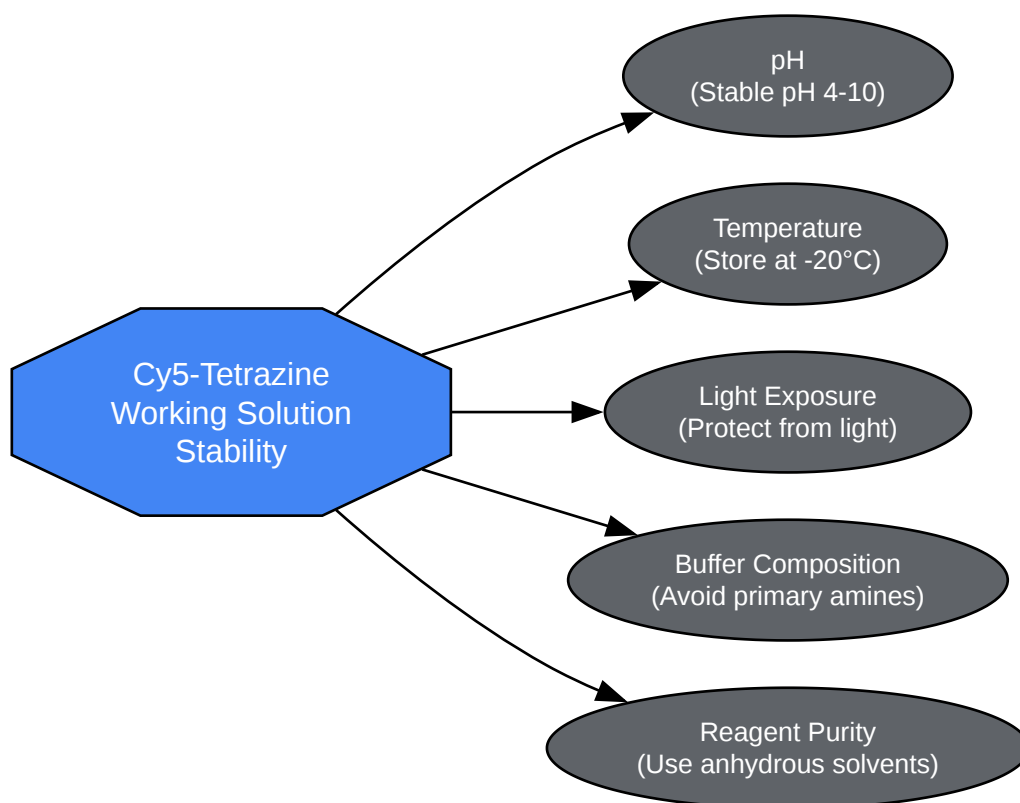 pH
(Stable pH 4-10)
Temperature
(Store at -20°C)
Cy5-Tetrazine
Working Solution
Stability
Light Exposure
(Protect from light)
Buffer Composition
(Avoid primary amines)
Reagent Purity
(Use anhydrous solvents)